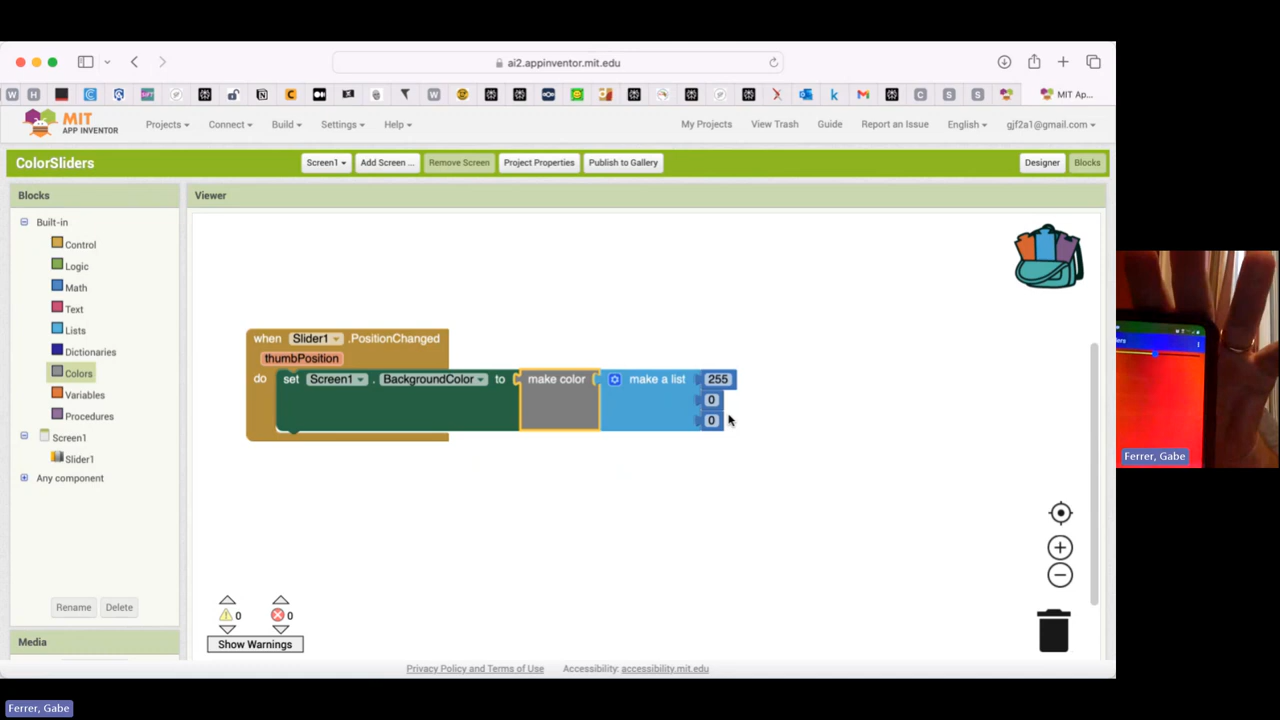 ai2.appinventor.mit.edu
MIT Ap...
MIT
APP INVENTOR
Projects Connect Build Settings Help My Projects View Trash Guide Report an Issue English gjf2a1@gmail.com
ColorSliders
Screen1 Add Screen ... Remove Screen Project Properties Publish to Gallery Designer Blocks
Blocks
Viewer
Built-in
Control
Logic
Math
Text
Lists
Dictionaries
Colors
Variables
Procedures
Screen1
Slider1
Any component
when Slider1 .PositionChanged
thumbPosition
do set Screen1 . BackgroundColor to make color make a list 255
0
0
Ferrer, Gabe
0 0
Show Warnings
Rename Delete
Media
Privacy Policy and Terms of Use Accessibility: accessibility.mit.edu
Ferrer, Gabe